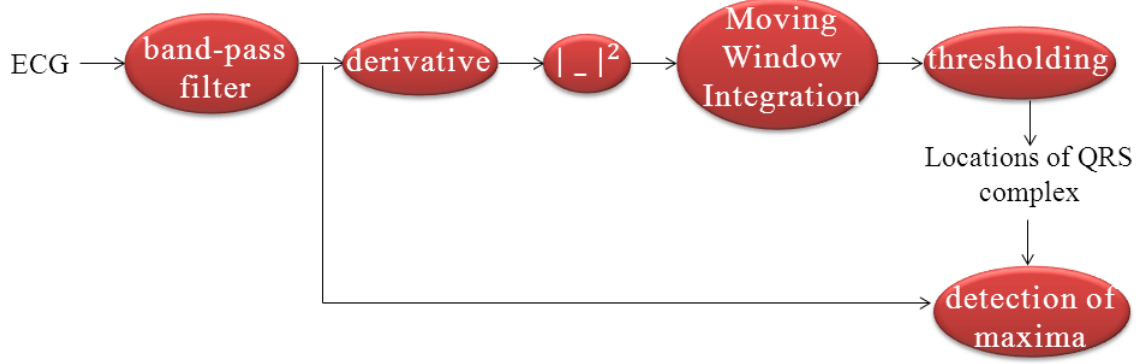 ECG
band-pass
filter
derivative
| _ |²
Moving
Window
Integration
thresholding
Locations of QRS
complex
detection of
maxima